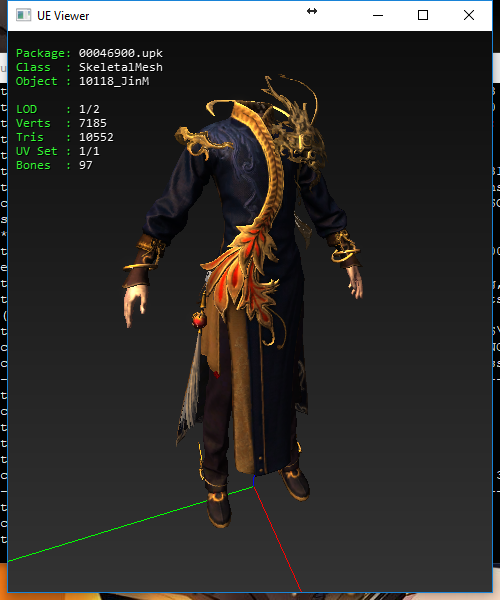 UE Viewer
Package: 00046900.upk
Class : SkeletalMesh
Object : 10118_JinM
LOD : 1/2
Verts : 7185
Tris : 10552
UV Set : 1/1
Bones : 97